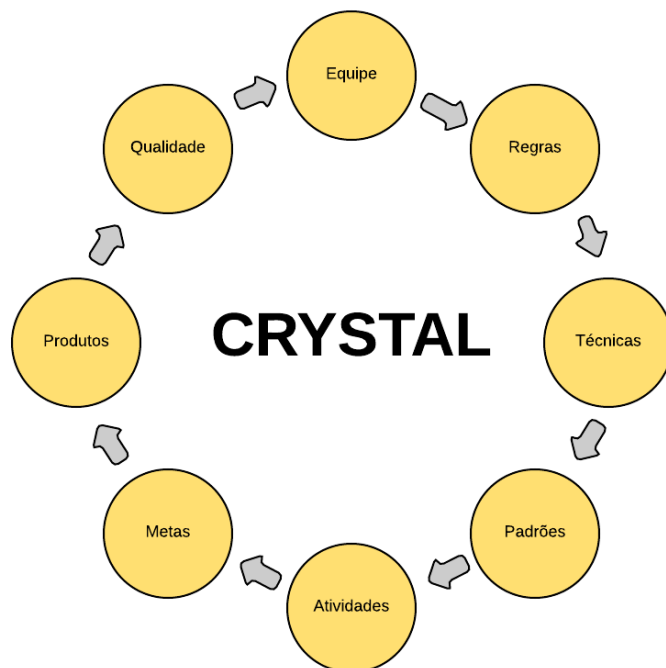 Equipe
Regras
Técnicas
Padrões
Atividades
Metas
Produtos
Qualidade
CRYSTAL